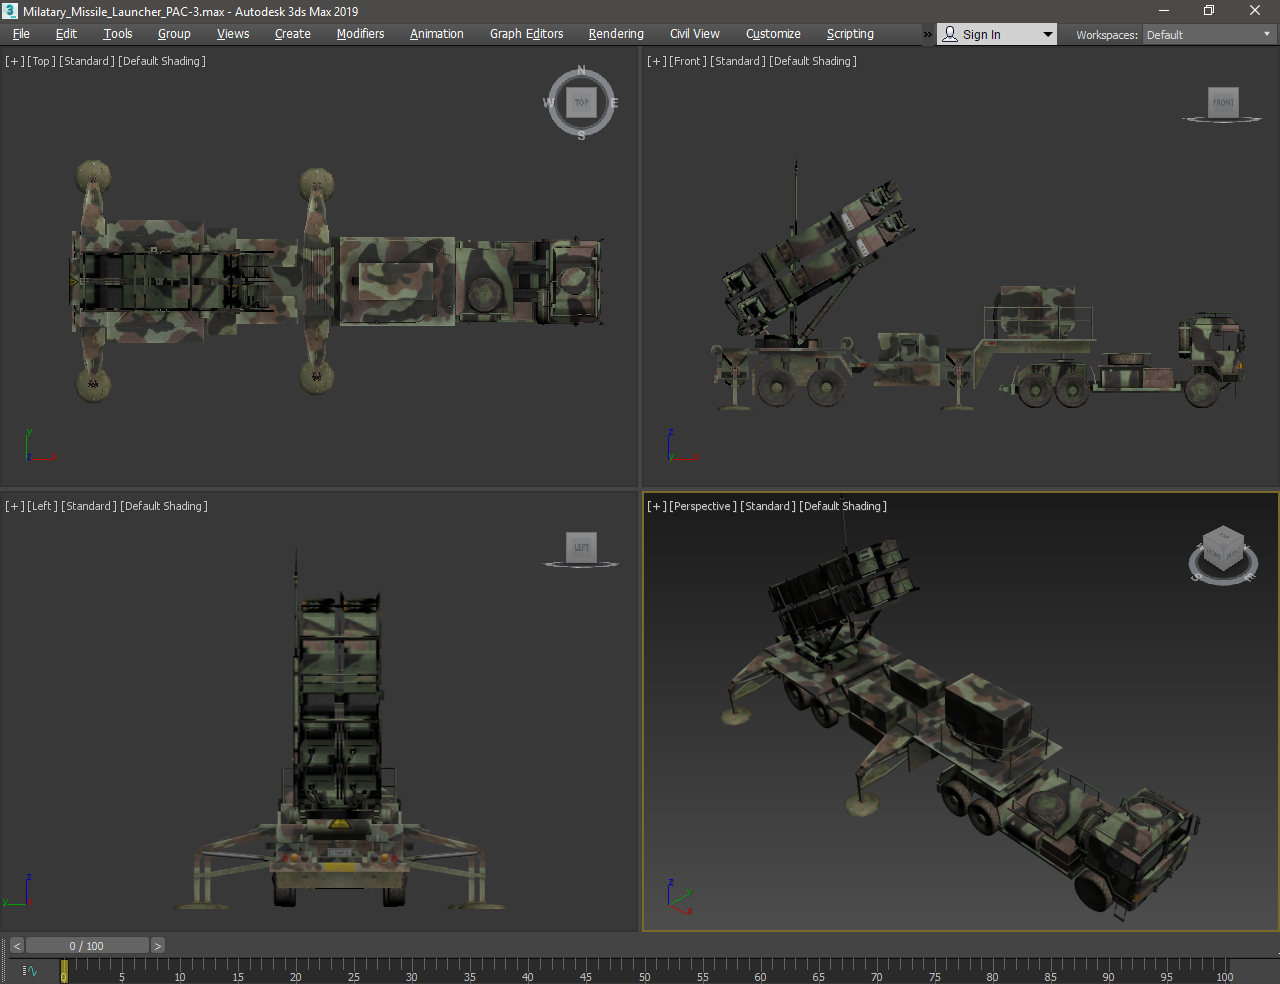 3 Milatary_Missile_Launcher_PAC-3.max - Autodesk 3ds Max 2019
File Edit Tools Group Views Create Modifiers Animation Graph Editors Rendering Civil View Customize Scripting » Sign In Workspaces: Default
[+] [Top] [Standard] [Default Shading]
N
W TOP E
S
y
z x
[+] [Front] [Standard] [Default Shading]
FRONT
z
y x
[+] [Left] [Standard] [Default Shading]
LEFT
z
y x
[+] [Perspective] [Standard] [Default Shading]
TOP
S E
z
y
x
< 0 / 100 >
0 5 10 15 20 25 30 35 40 45 50 55 60 65 70 75 80 85 90 95 100